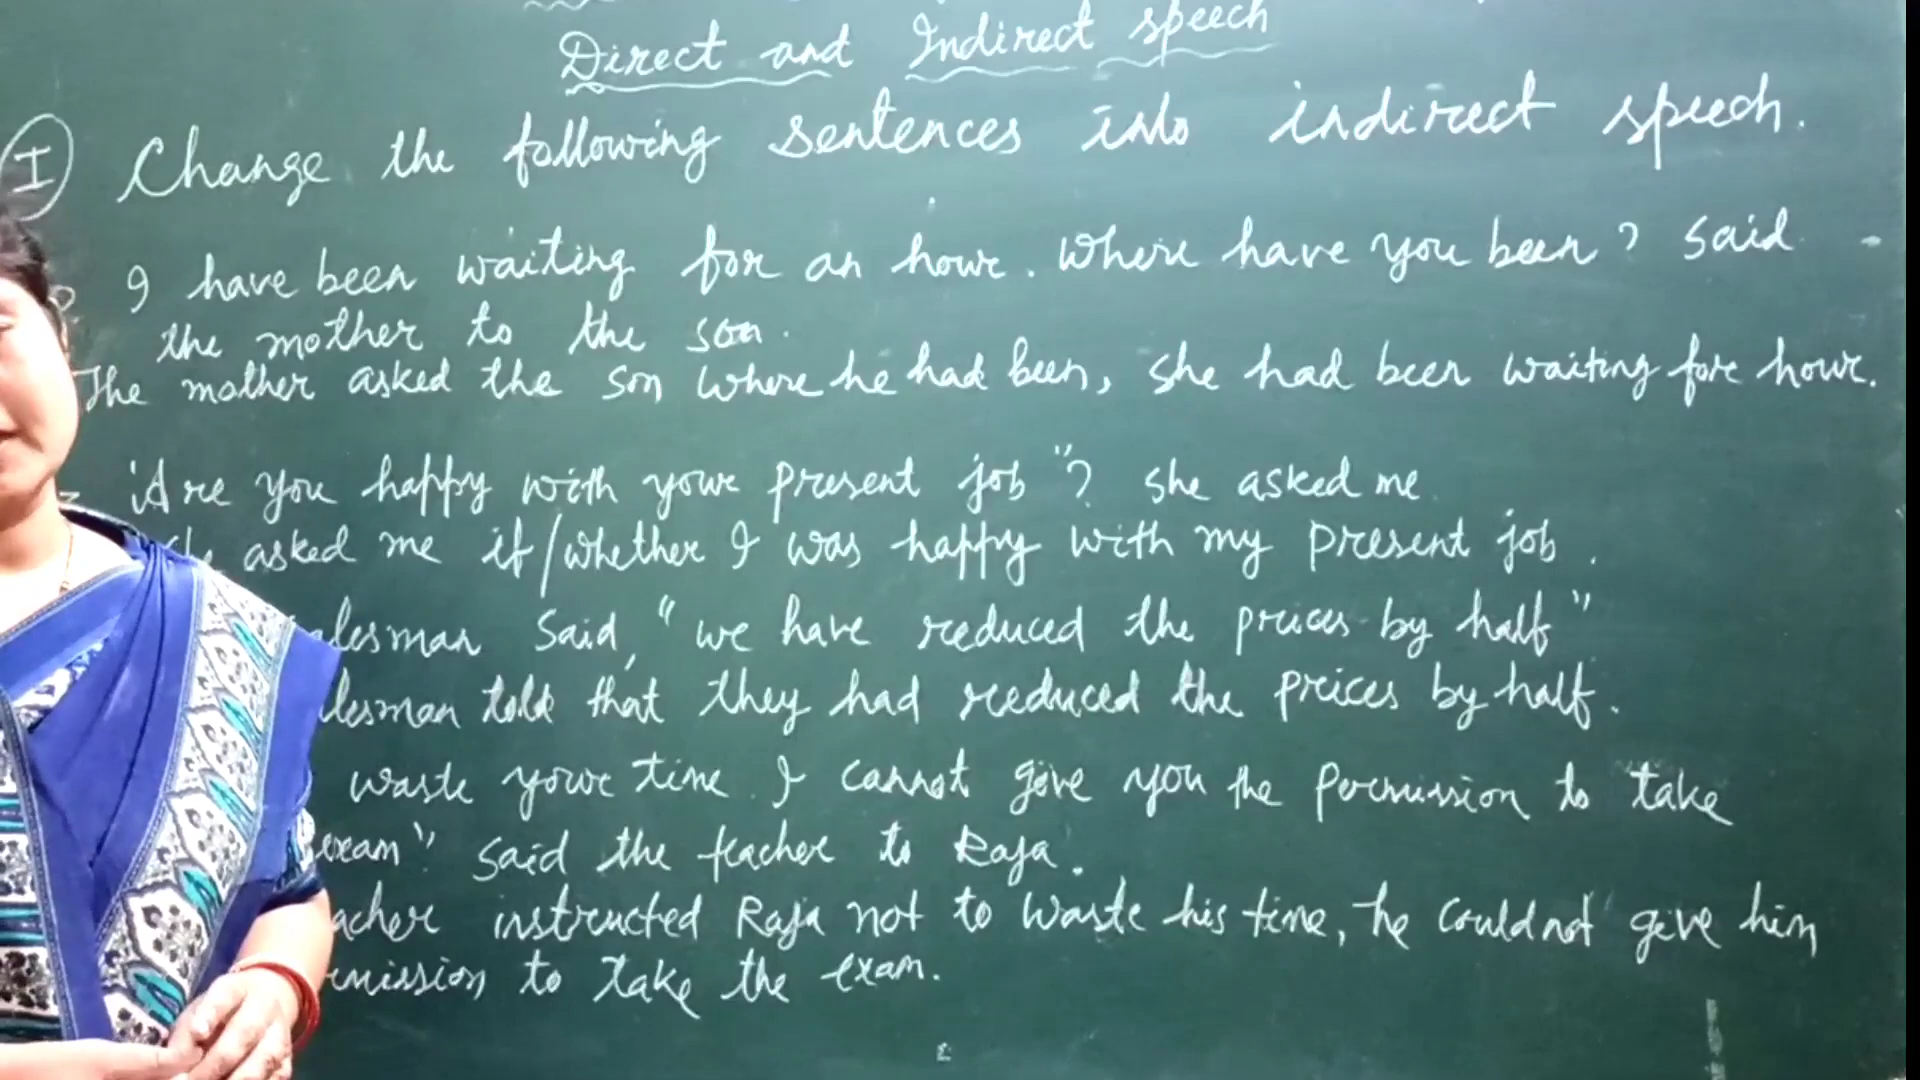 Direct and Indirect speech
I Change the following sentences into indirect speech.
I have been waiting for an hour. Where have you been? said
the mother to the son.
The mother asked the son where he had been, she had been waiting for hour.
'Are you happy with your present job"? she asked me.
asked me if/whether I was happy with my present job.
said, "we have reduced the prices by half"
told that they had reduced the prices by half.
waste your time. I cannot give you the permission to take
exam" said the teacher to Raja.
instructed Raja not to waste his time, he could not give him
to take the exam.